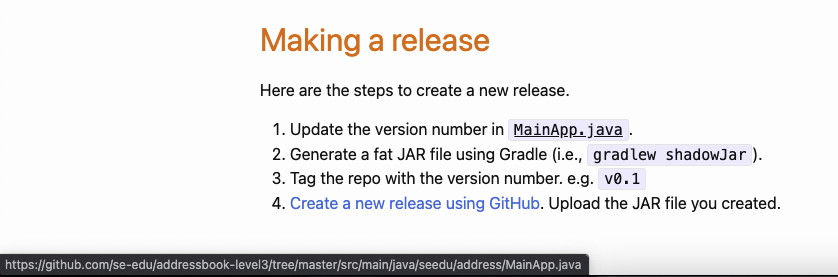 Making a release
Here are the steps to create a new release.
1. Update the version number in MainApp.java.
2. Generate a fat JAR file using Gradle (i.e., gradlew shadowJar).
3. Tag the repo with the version number. e.g. v0.1
4. Create a new release using GitHub. Upload the JAR file you created.
https://github.com/se-edu/addressbook-level3/tree/master/src/main/java/seedu/address/MainApp.java